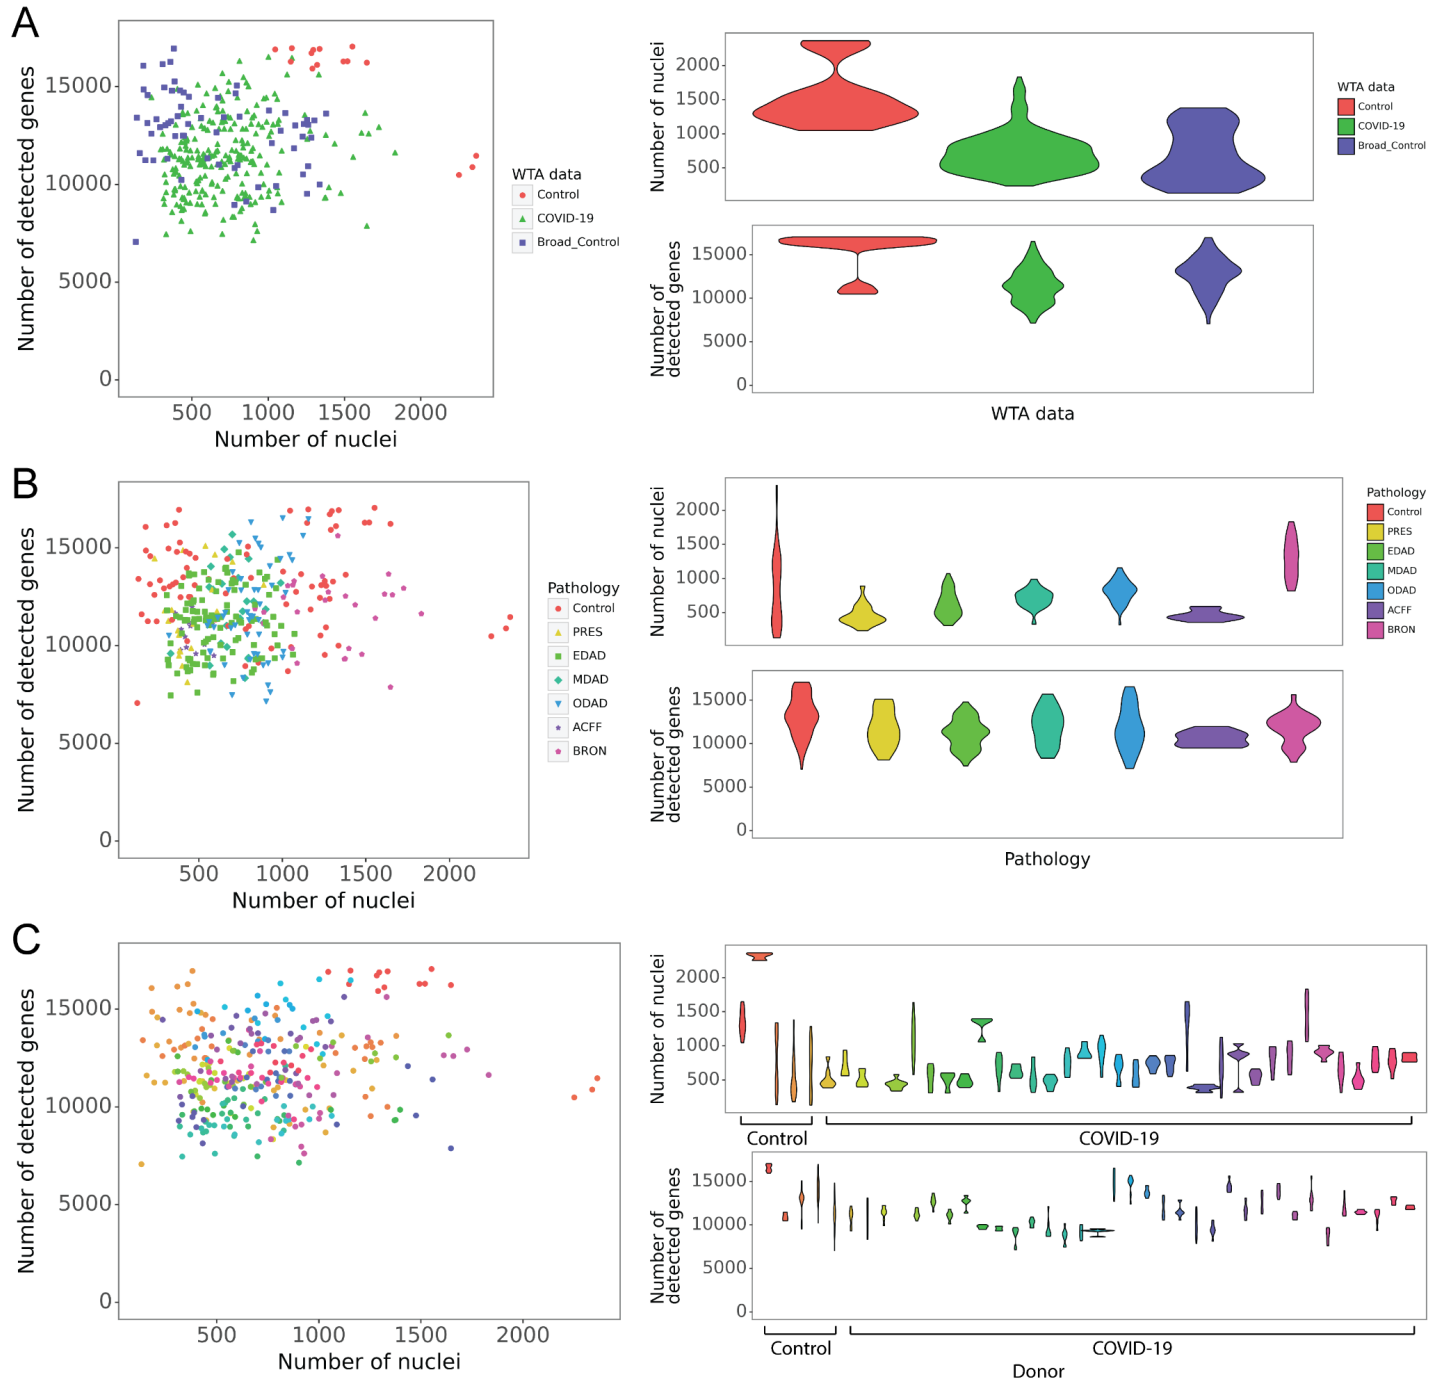 A
Number of detected genes
15000
10000
5000
0
500 1000 1500 2000
Number of nuclei
WTA data
Control
COVID-19
Broad_Control
Number of nuclei
2000
1500
1000
500
WTA data
Control
COVID-19
Broad_Control
Number of
detected genes
15000
10000
5000
0
WTA data
B
Number of detected genes
15000
10000
5000
0
500 1000 1500 2000
Number of nuclei
Pathology
Control
PRES
EDAD
MDAD
ODAD
ACFF
BRON
Number of nuclei
2000
1500
1000
500
Pathology
Control
PRES
EDAD
MDAD
ODAD
ACFF
BRON
Number of
detected genes
15000
10000
5000
0
Pathology
C
Number of detected genes
15000
10000
5000
0
500 1000 1500 2000
Number of nuclei
Number of nuclei
2000
1500
1000
500
Control COVID-19
Number of
detected genes
15000
10000
5000
0
Control COVID-19
Donor